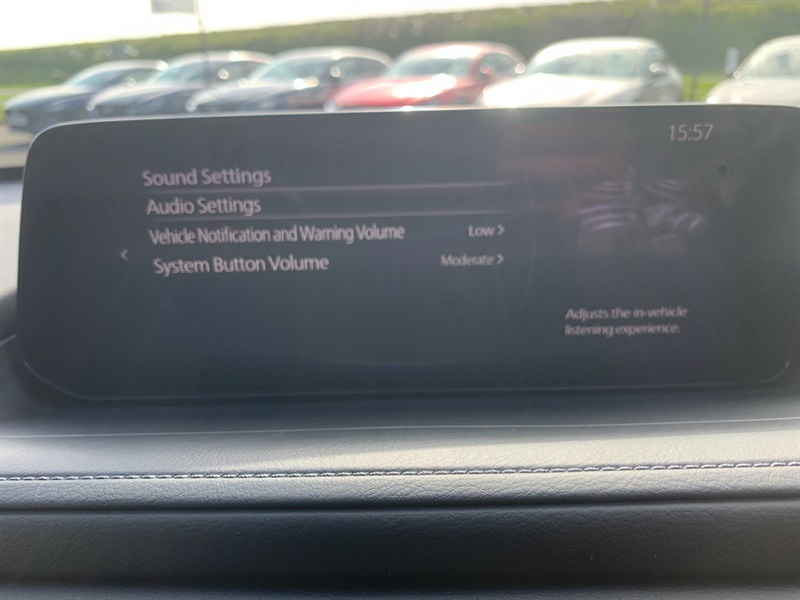 15:57
Sound Settings
Audio Settings
Vehicle Notification and Warning Volume Low >
System Button Volume Moderate >
Adjusts the in-vehicle
listening experience.